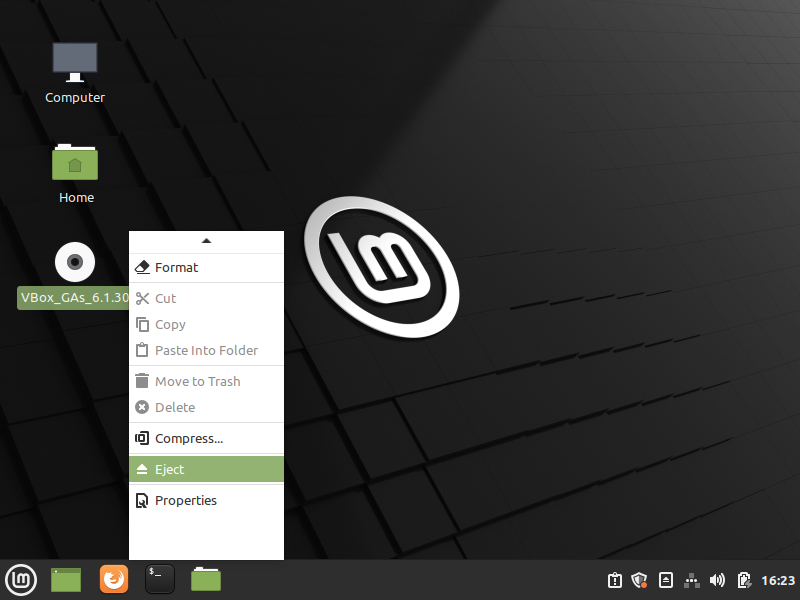 Computer
Home
VBox_GAs_6.1.30
Format
Cut
Copy
Paste Into Folder
Move to Trash
Delete
Compress...
Eject
Properties
$_
16:23